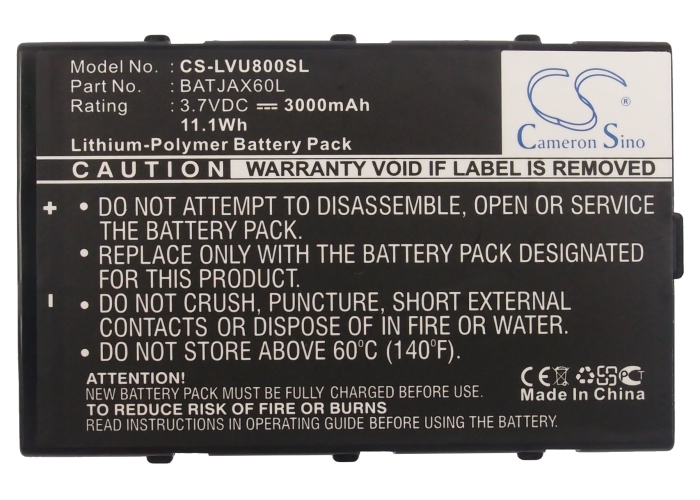 Model No. : CS-LVU800SL
Part No. : BATJAX60L
Rating : 3.7VDC ⎓ 3000mAh
11.1Wh
Lithium-Polymer Battery Pack
CS ®
Cameron Sino
CAUTION WARRANTY VOID IF LABEL IS REMOVED
+ • DO NOT ATTEMPT TO DISASSEMBLE, OPEN OR SERVICE
THE BATTERY PACK.
• REPLACE ONLY WITH THE BATTERY PACK DESIGNATED
FOR THIS PRODUCT.
- • DO NOT CRUSH, PUNCTURE, SHORT EXTERNAL
CONTACTS OR DISPOSE OF IN FIRE OR WATER.
• DO NOT STORE ABOVE 60°C (140°F).
ATTENTION!
NEW BATTERY PACK MUST BE FULLY CHARGED BEFORE USE
TO REDUCE RISK OF FIRE OR BURNS
READ INSTRUCTIONS IN OPERATING GUIDE BEFORE USE
CE
MADE IN CHINA